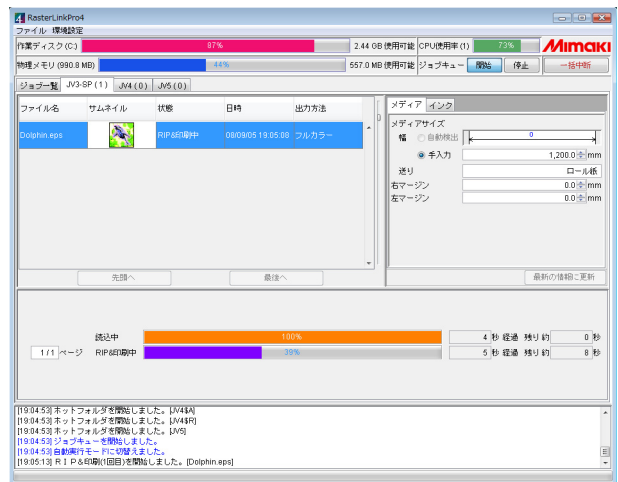 RasterLinkPro4
ファイル 環境設定
作業ディスク(C:) 87% 2.44 GB 使用可能 CPU使用率(1) 73% Mimaki
物理メモリ(990.8 MB) 44% 557.0 MB 使用可能 ジョブキュー 開始 停止 一括中断
ジョブ一覧 JV3-SP(1) JV4(0) JV5(0)
メディア インク
ファイル名 サムネイル 状態 日時 出力方法
メディアサイズ
幅 自動検出 0
Dolphin.eps RIP&印刷中 08/09/05 19:05:08 フルカラー
手入力 1,200.0 mm
送り ロール紙
右マージン 0.0 mm
左マージン 0.0 mm
先頭へ 最後へ 最新の情報に更新
読込中 100% 4 秒 経過 残り 約 0 秒
1 / 1 ページ RIP&印刷中 39% 5 秒 経過 残り 約 8 秒
[19:04:53] ホットフォルダを開始しました。[JV4$A]
[19:04:53] ホットフォルダを開始しました。[JV4$R]
[19:04:53] ホットフォルダを開始しました。[JV5]
[19:04:53] ジョブキューを開始しました。
[19:04:53] 自動実行モードに切替えました。
[19:05:13] RIP&印刷(1回目)を開始しました。[Dolphin.eps]